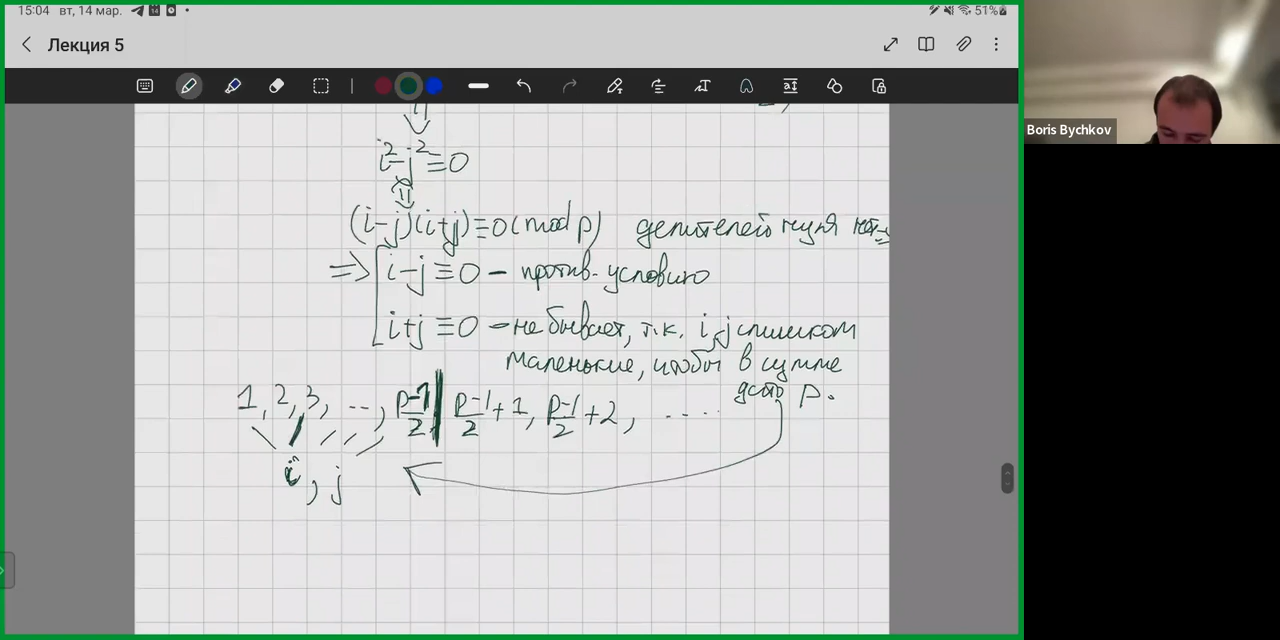 15:04 вт, 14 мар.
51%
Лекция 5
Boris Bychkov
i²-j² ≡ 0
(i-j)(i+j) ≡ 0 (mod p) делителей нуля нет
=> [ i-j ≡ 0 - против. условию
i+j ≡ 0 - не бывает, т.к. i, j слишком
маленькие, чтобы в сумме
дать p.
1, 2, 3, ..., (p-1)/2 | (p-1)/2 + 1, (p-1)/2 + 2, ....
i, j